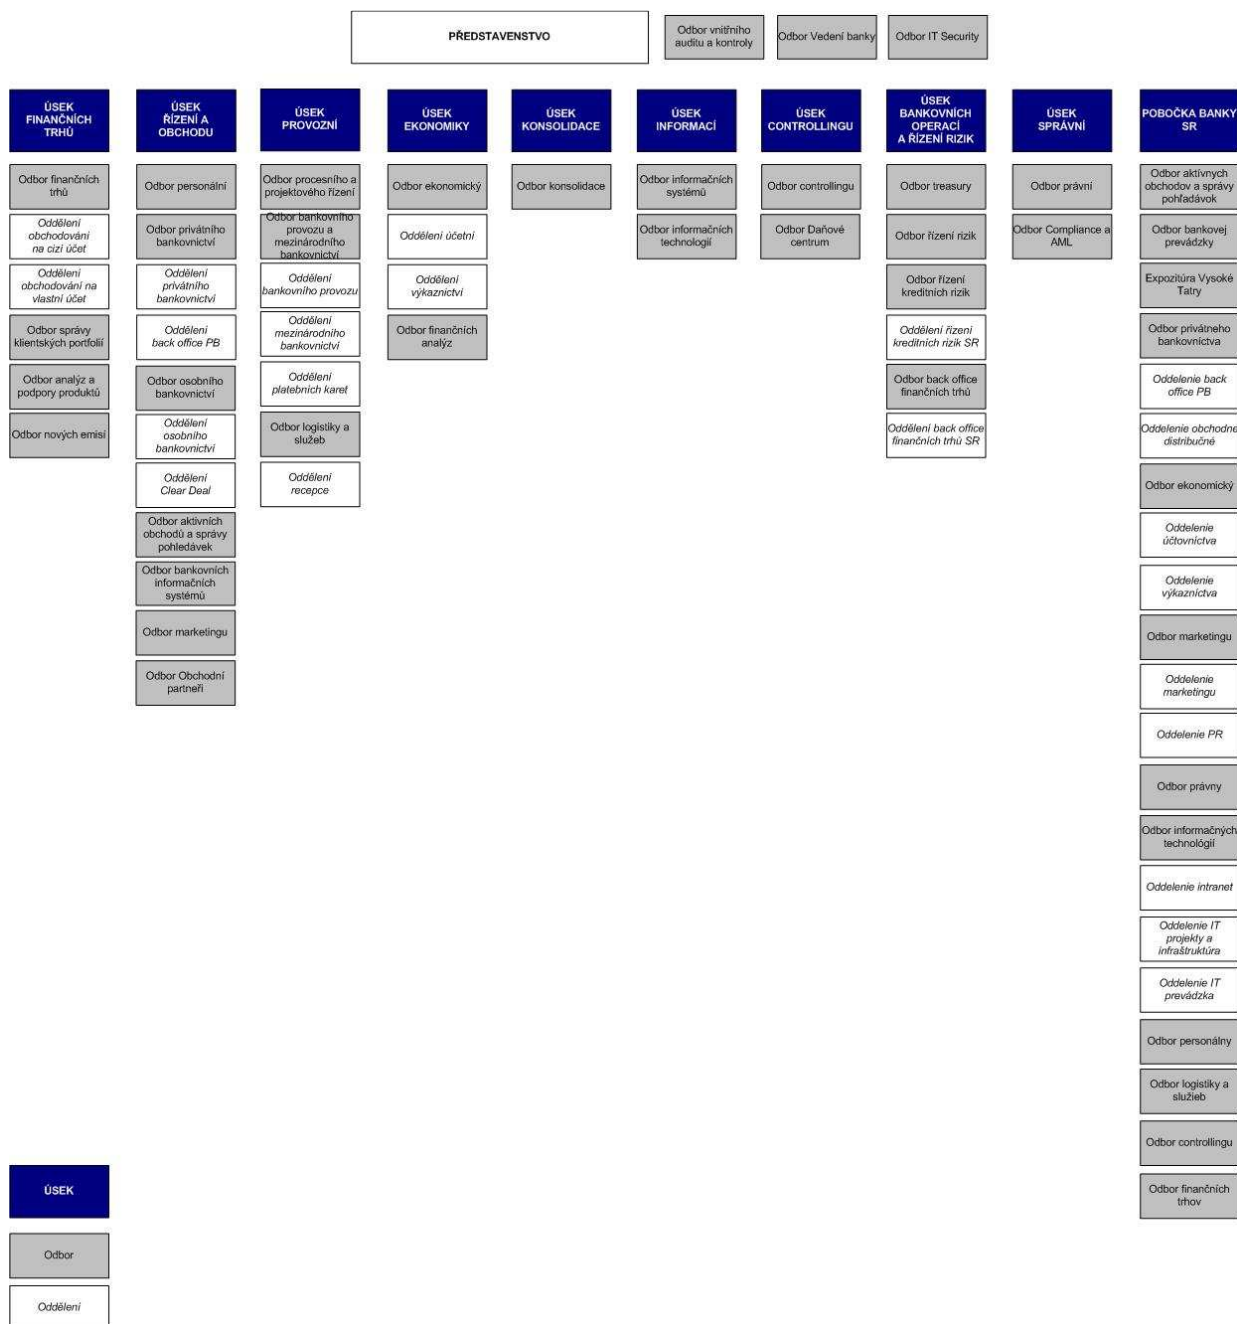 PŘEDSTAVENSTVO
Odbor vnitřního
auditu a kontroly
Odbor Vedení banky
Odbor IT Security
ÚSEK
FINANČNÍCH
TRHŮ
Odbor finančních
trhů
Oddělení
obchodování
na cizí účet
Oddělení
obchodování na
vlastní účet
Odbor správy
klientských portfolií
Odbor analýz a
podpory produktů
Odbor nových emisí
ÚSEK
ŘÍZENÍ A
OBCHODU
Odbor personální
Odbor privátního
bankovnictví
Oddělení
privátního
bankovnictví
Oddělení
back office PB
Odbor osobního
bankovnictví
Oddělení
osobního
bankovnictví
Oddělení
Clear Deal
Odbor aktivních
obchodů a správy
pohledávek
Odbor bankovních
informačních
systémů
Odbor marketingu
Odbor Obchodní
partneři
ÚSEK
PROVOZNÍ
Odbor procesního a
projektového řízení
Odbor bankovního
provozu a
mezinárodního
bankovnictví
Oddělení
bankovního provozu
Oddělení
mezinárodního
bankovnictví
Oddělení
platebních karet
Odbor logistiky a
služeb
Oddělení
recepce
ÚSEK
EKONOMIKY
Odbor ekonomický
Oddělení účetní
Oddělení
výkaznictví
Odbor finančních
analýz
ÚSEK
KONSOLIDACE
Odbor konsolidace
ÚSEK
INFORMACÍ
Odbor informačních
systémů
Odbor informačních
technologií
ÚSEK
CONTROLLINGU
Odbor controllingu
Odbor Daňové
centrum
ÚSEK
BANKOVNÍCH
OPERACÍ
A ŘÍZENÍ RIZIK
Odbor treasury
Odbor řízení rizik
Odbor řízení
kreditních rizik
Oddělení řízení
kreditních rizik SR
Odbor back office
finančních trhů
Oddělení back office
finančních trhů SR
ÚSEK
SPRÁVNÍ
Odbor právní
Odbor Compliance a
AML
POBOČKA BANKY
SR
Odbor aktívnych
obchodov a správy
pohľadávok
Odbor bankovej
prevádzky
Expozitúra Vysoké
Tatry
Odbor privátneho
bankovníctva
Oddelenie back
office PB
Oddelenie obchodne
distribučné
Odbor ekonomický
Oddelenie
účtovníctva
Oddelenie
výkazníctva
Odbor marketingu
Oddelenie
marketingu
Oddelenie PR
Odbor právny
Odbor informačných
technológií
Oddelenie intranet
Oddelenie IT
projekty a
infraštruktúra
Oddelenie IT
prevádzka
Odbor personálny
Odbor logistiky a
služieb
Odbor controllingu
Odbor finančních
trhov
ÚSEK
Odbor
Oddělení